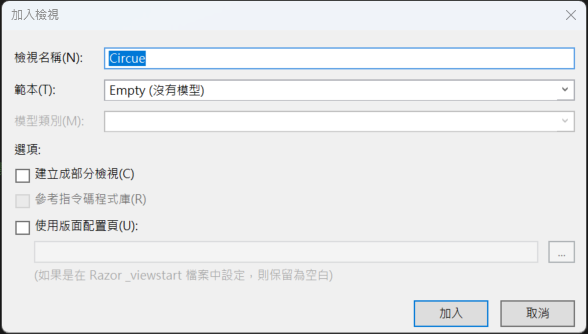 加入檢視
檢視名稱(N): Circue
範本(T): Empty (沒有模型)
模型類別(M):
選項:
建立成部分檢視(C)
參考指令碼程式庫(R)
使用版面配置頁(U):
...
(如果是在 Razor _viewstart 檔案中設定，則保留為空白)
加入 取消